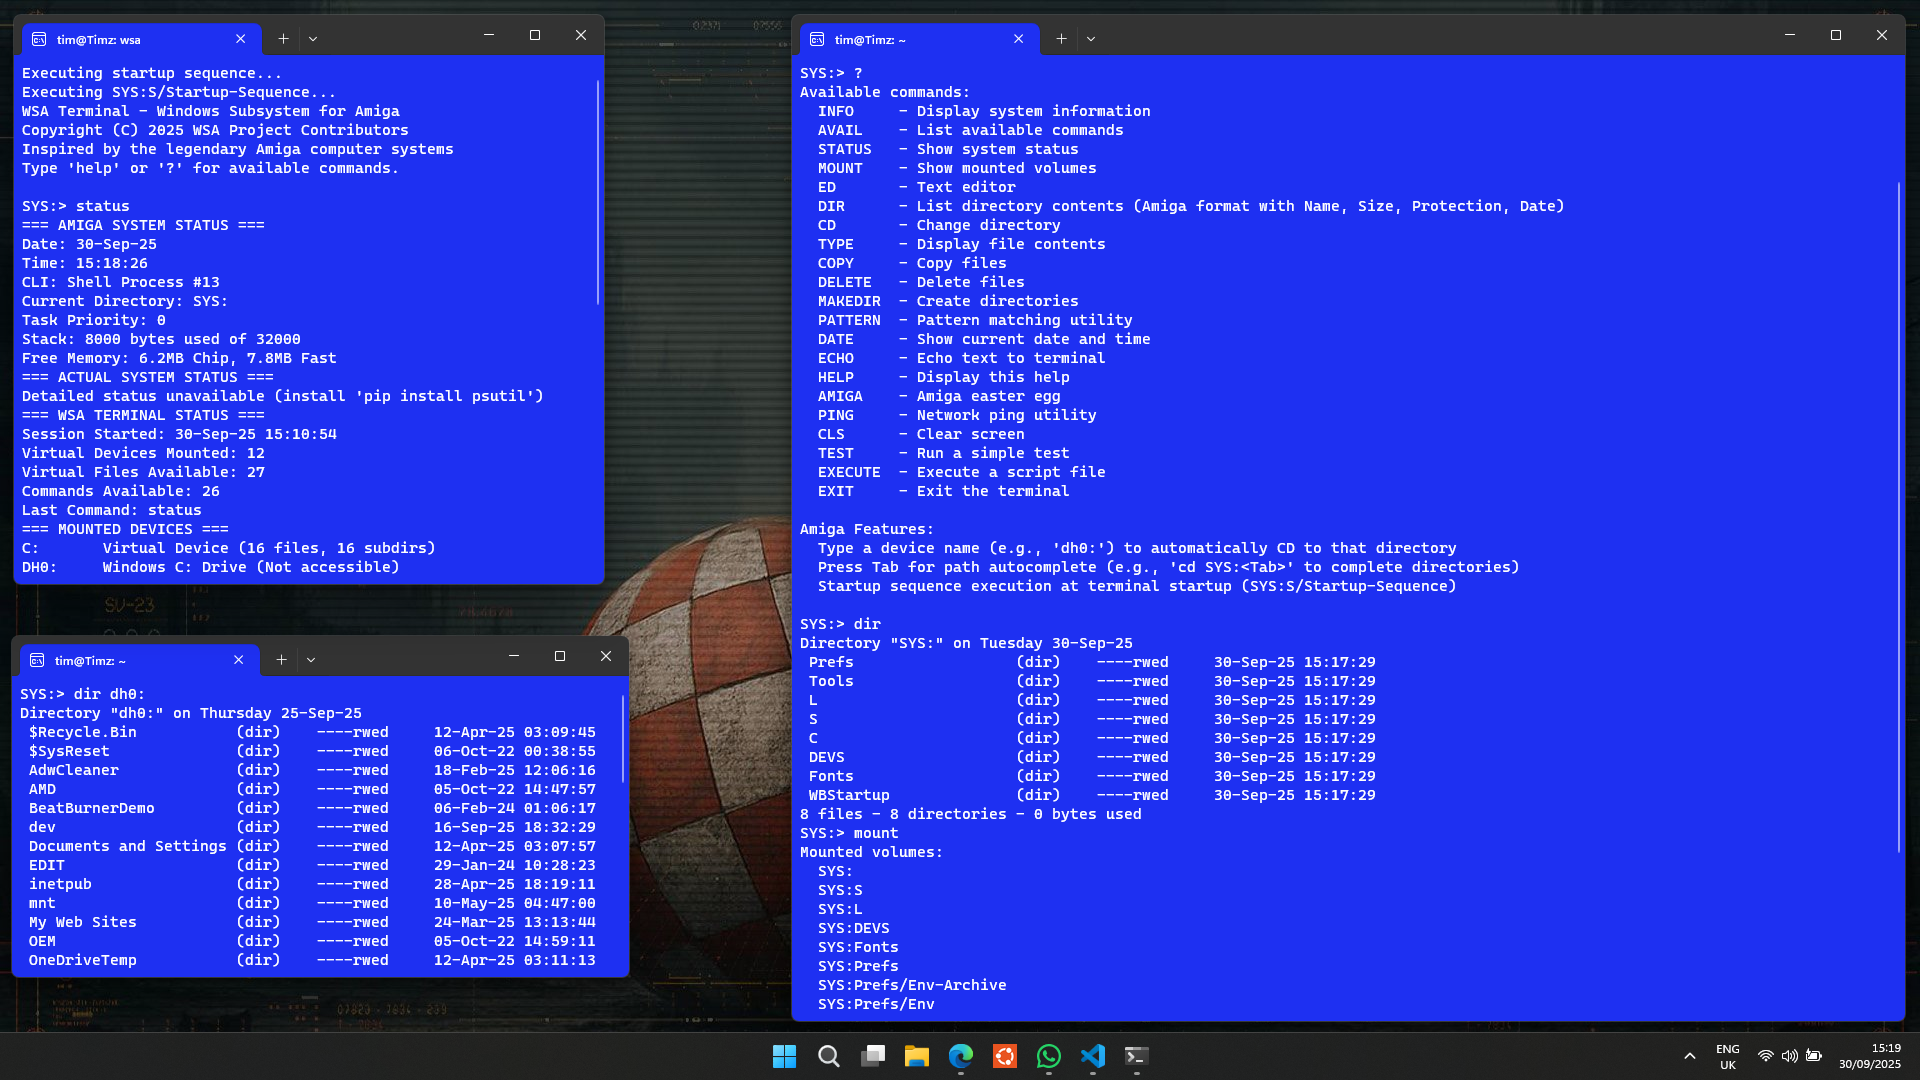 tim@Timz: wsa
Executing startup sequence...
Executing SYS:S/Startup-Sequence...
WSA Terminal - Windows Subsystem for Amiga
Copyright (C) 2025 WSA Project Contributors
Inspired by the legendary Amiga computer systems
Type 'help' or '?' for available commands.
SYS:> status
=== AMIGA SYSTEM STATUS ===
Date: 30-Sep-25
Time: 15:18:26
CLI: Shell Process #13
Current Directory: SYS:
Task Priority: 0
Stack: 8000 bytes used of 32000
Free Memory: 6.2MB Chip, 7.8MB Fast
=== ACTUAL SYSTEM STATUS ===
Detailed status unavailable (install 'pip install psutil')
=== WSA TERMINAL STATUS ===
Session Started: 30-Sep-25 15:10:54
Virtual Devices Mounted: 12
Virtual Files Available: 27
Commands Available: 26
Last Command: status
=== MOUNTED DEVICES ===
C:       Virtual Device (16 files, 16 subdirs)
DH0:     Windows C: Drive (Not accessible)
SV-23
tim@Timz: ~
SYS:> dir dh0:
Directory "dh0:" on Thursday 25-Sep-25
$Recycle.Bin (dir) ----rwed 12-Apr-25 03:09:45
$SysReset (dir) ----rwed 06-Oct-22 00:38:55
AdwCleaner (dir) ----rwed 18-Feb-25 12:06:16
AMD (dir) ----rwed 05-Oct-22 14:47:57
BeatBurnerDemo (dir) ----rwed 06-Feb-24 01:06:17
dev (dir) ----rwed 16-Sep-25 18:32:29
Documents and Settings (dir) ----rwed 12-Apr-25 03:07:57
EDIT (dir) ----rwed 29-Jan-24 10:28:23
inetpub (dir) ----rwed 28-Apr-25 18:19:11
mnt (dir) ----rwed 10-May-25 04:47:00
My Web Sites (dir) ----rwed 24-Mar-25 13:13:44
OEM (dir) ----rwed 05-Oct-22 14:59:11
OneDriveTemp (dir) ----rwed 12-Apr-25 03:11:13
tim@Timz: ~
SYS:> ?
Available commands:
INFO - Display system information
AVAIL - List available commands
STATUS - Show system status
MOUNT - Show mounted volumes
ED - Text editor
DIR - List directory contents (Amiga format with Name, Size, Protection, Date)
CD - Change directory
TYPE - Display file contents
COPY - Copy files
DELETE - Delete files
MAKEDIR - Create directories
PATTERN - Pattern matching utility
DATE - Show current date and time
ECHO - Echo text to terminal
HELP - Display this help
AMIGA - Amiga easter egg
PING - Network ping utility
CLS - Clear screen
TEST - Run a simple test
EXECUTE - Execute a script file
EXIT - Exit the terminal
Amiga Features:
Type a device name (e.g., 'dh0:') to automatically CD to that directory
Press Tab for path autocomplete (e.g., 'cd SYS:<Tab>' to complete directories)
Startup sequence execution at terminal startup (SYS:S/Startup-Sequence)
SYS:> dir
Directory "SYS:" on Tuesday 30-Sep-25
Prefs (dir) ----rwed 30-Sep-25 15:17:29
Tools (dir) ----rwed 30-Sep-25 15:17:29
L (dir) ----rwed 30-Sep-25 15:17:29
S (dir) ----rwed 30-Sep-25 15:17:29
C (dir) ----rwed 30-Sep-25 15:17:29
DEVS (dir) ----rwed 30-Sep-25 15:17:29
Fonts (dir) ----rwed 30-Sep-25 15:17:29
WBStartup (dir) ----rwed 30-Sep-25 15:17:29
8 files - 8 directories - 0 bytes used
SYS:> mount
Mounted volumes:
SYS:
SYS:S
SYS:L
SYS:DEVS
SYS:Fonts
SYS:Prefs
SYS:Prefs/Env-Archive
SYS:Prefs/Env
ENG
UK
15:19
30/09/2025